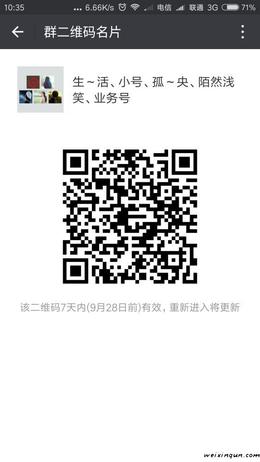 10:35 6.66K/s 电信 联通 3G
群二维码名片
生～活、小号、孤～央、陌然浅
笑、业务号
该二维码7天内(9月28日前)有效，重新进入将更新
weixinqun.com